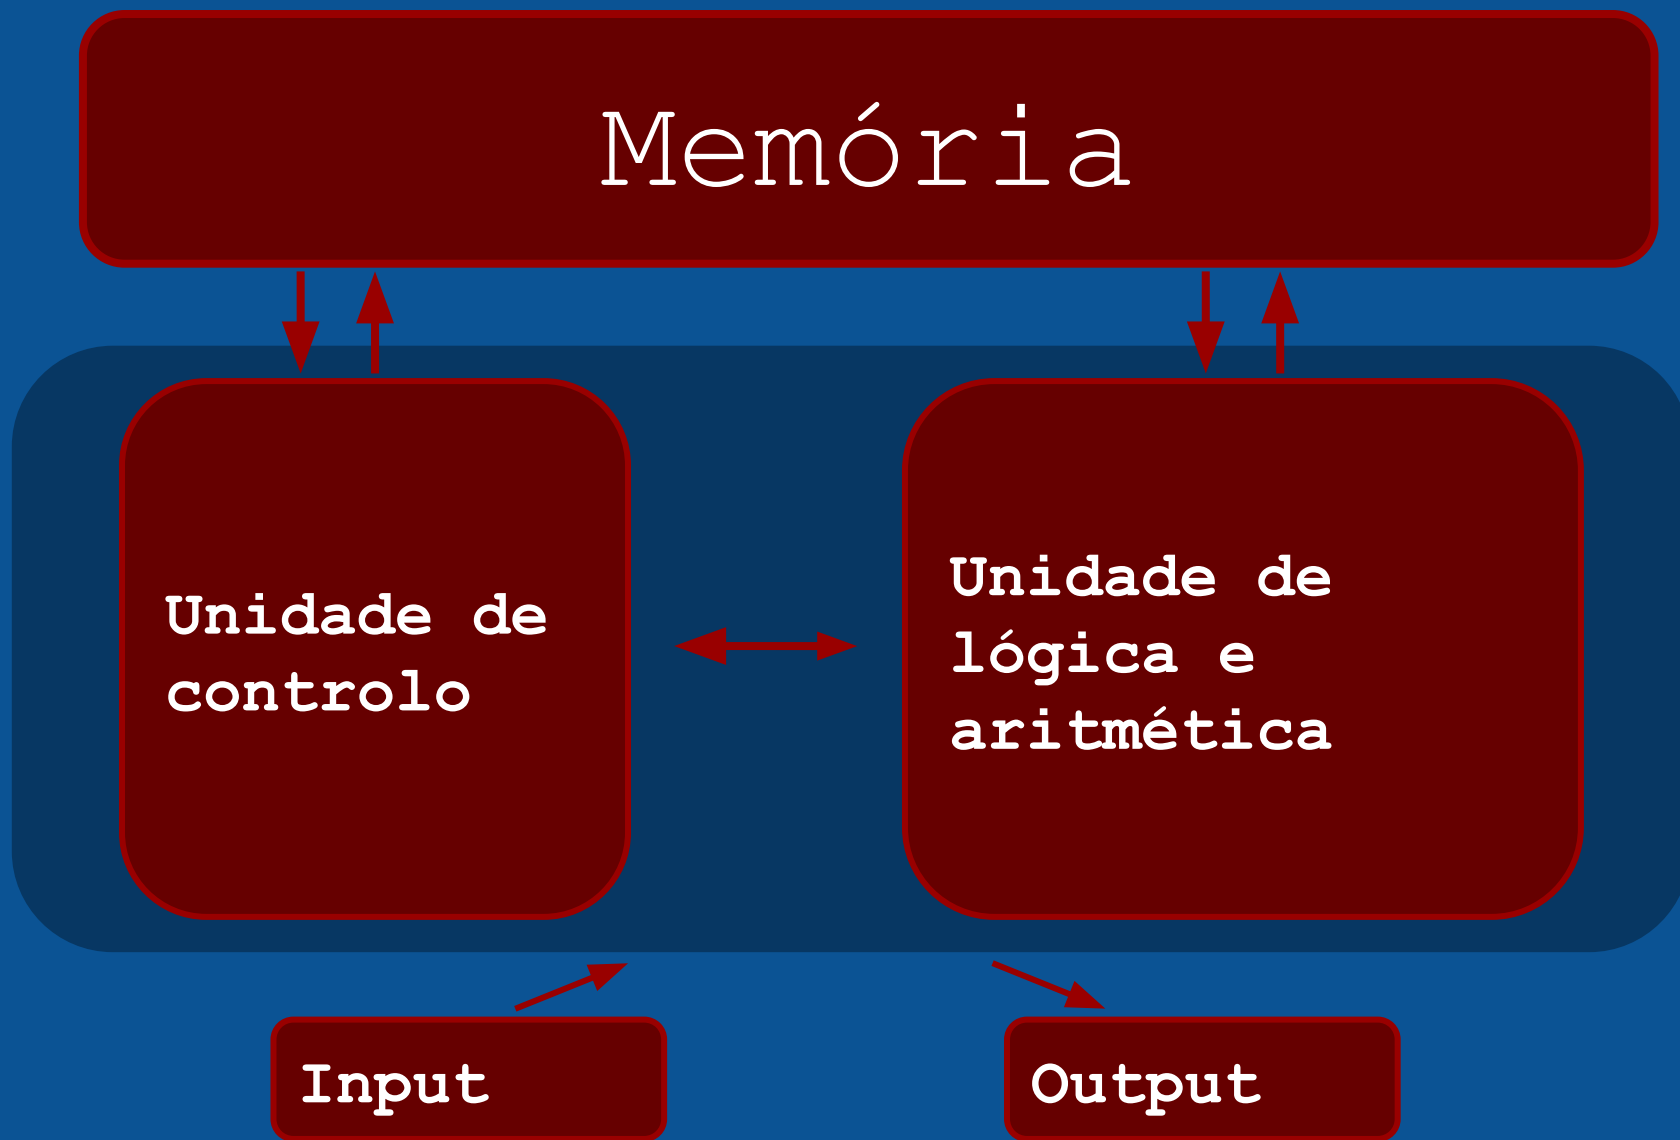 Memória
Unidade de
controlo
Unidade de
lógica e
aritmética
Input
Output